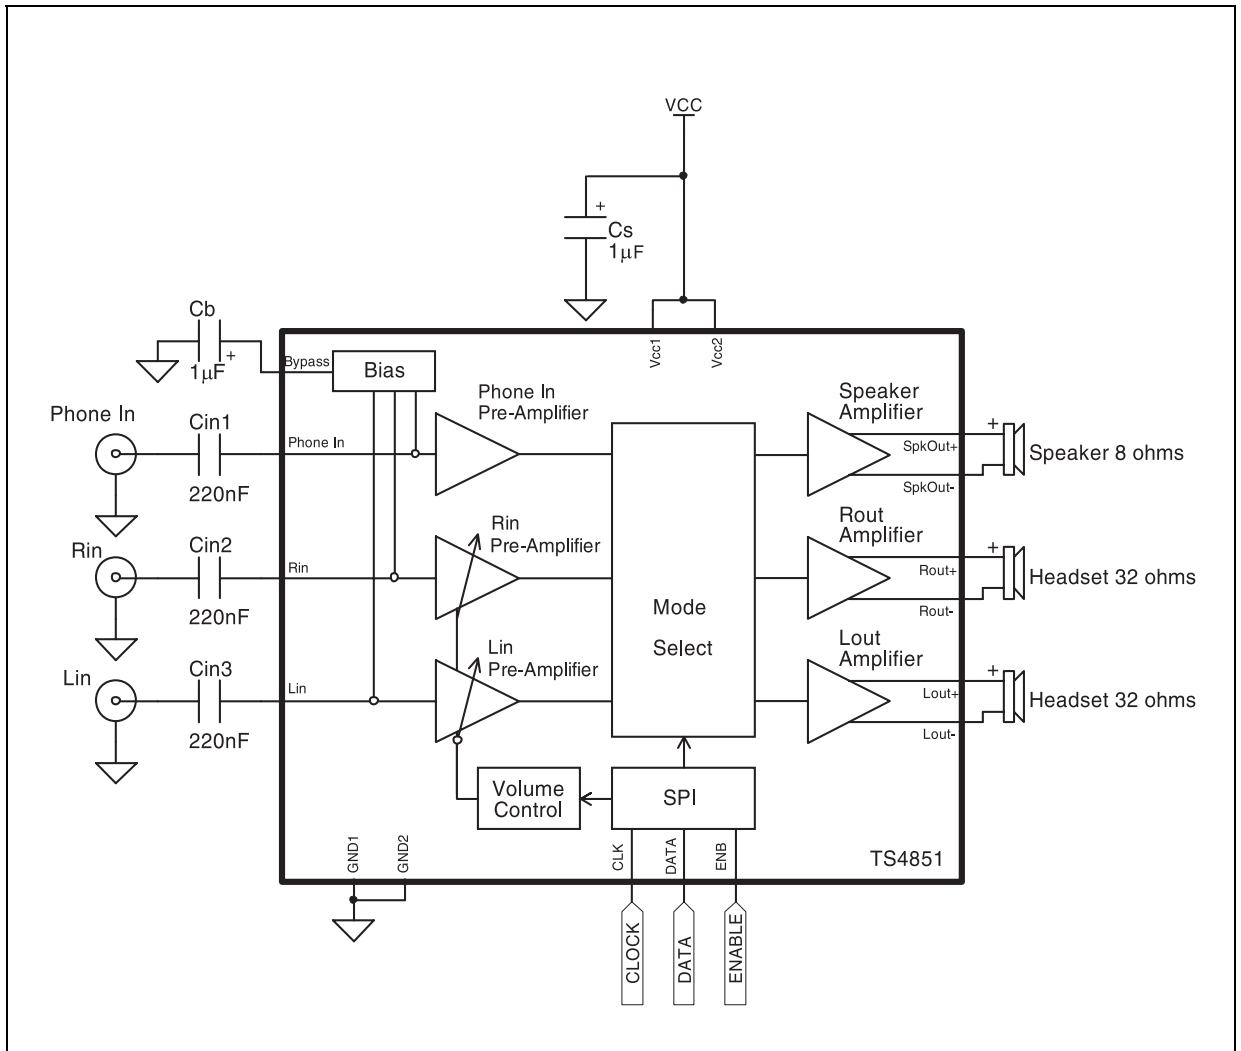 VCC
+
Cs
1µF
Cb
1µF
+
Bypass
Bias
Vcc1
Vcc2
Phone In
Cin1
220nF
Phone In
Phone In
Pre-Amplifier
Speaker
Amplifier
SpkOut+
SpkOut-
+
Speaker 8 ohms
Rin
Cin2
220nF
Rin
Rin
Pre-Amplifier
Rout
Amplifier
Rout+
Rout-
+
Headset 32 ohms
Mode
Select
Lin
Cin3
220nF
Lin
Lin
Pre-Amplifier
Lout
Amplifier
Lout+
Lout-
+
Headset 32 ohms
Volume
Control
SPI
GND1
GND2
CLK
DATA
ENB
TS4851
CLOCK
DATA
ENABLE